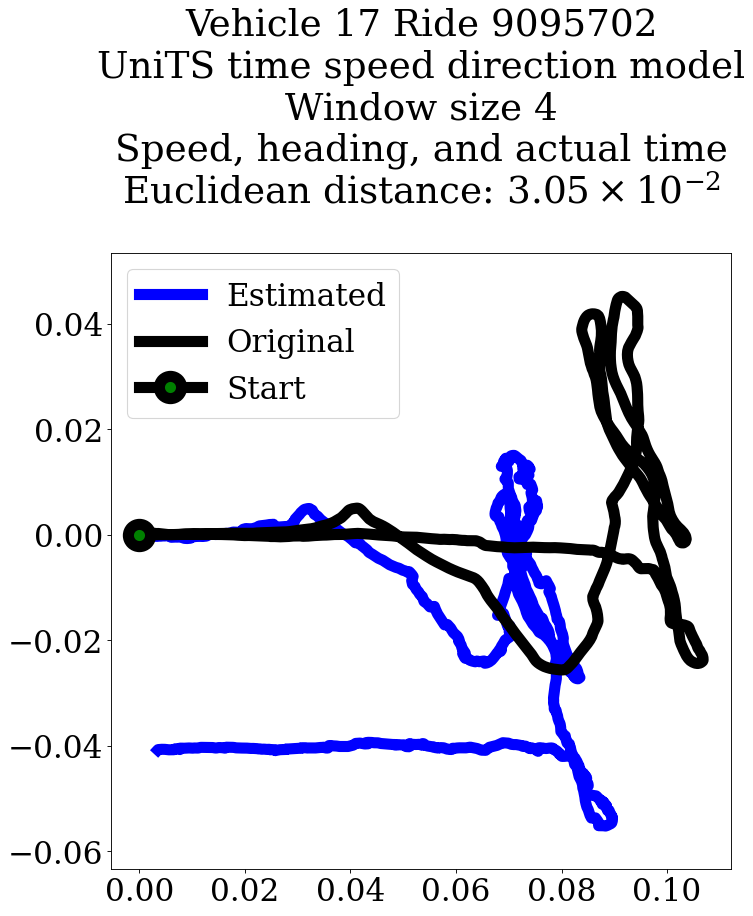 Vehicle 17 Ride 9095702
UniTS time speed direction model
Window size 4
Speed, heading, and actual time
Euclidean distance: 3.05 × 10⁻²
Estimated
Original
Start
0.04
0.02
0.00
−0.02
−0.04
−0.06
0.00 0.02 0.04 0.06 0.08 0.10